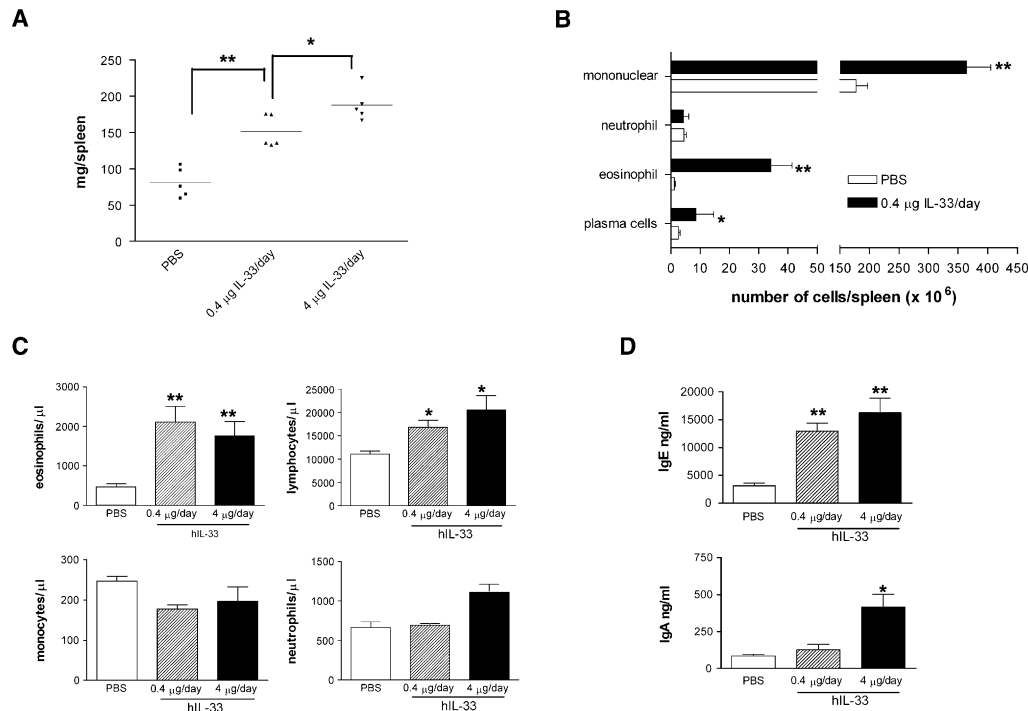 A
250
200
150
100
50
0
mg/spleen
**
*
PBS
0.4 µg IL-33/day
4 µg IL-33/day
B
mononuclear
neutrophil
eosinophil
plasma cells
**
**
*
PBS
0.4 µg IL-33/day
0 10 20 30 40 50 150 200 250 300 350 400 450
number of cells/spleen (x 10⁶)
C
3000
2000
1000
0
eosinophils/µl
**
**
PBS 0.4 µg/day 4 µg/day
hIL-33
25000
20000
15000
10000
5000
0
lymphocytes/µl
*
*
PBS 0.4 µg/day 4 µg/day
hIL-33
300
200
100
0
monocytes/µl
PBS 0.4 µg/day 4 µg/day
hIL-33
1500
1000
500
0
neutrophils/µl
PBS 0.4 µg/day 4 µg/day
hIL-33
D
20000
15000
10000
5000
0
IgE ng/ml
**
**
PBS 0.4 µg/day 4 µg/day
hIL-33
750
500
250
0
IgA ng/ml
*
PBS 0.4 µg/day 4 µg/day
hIL-33